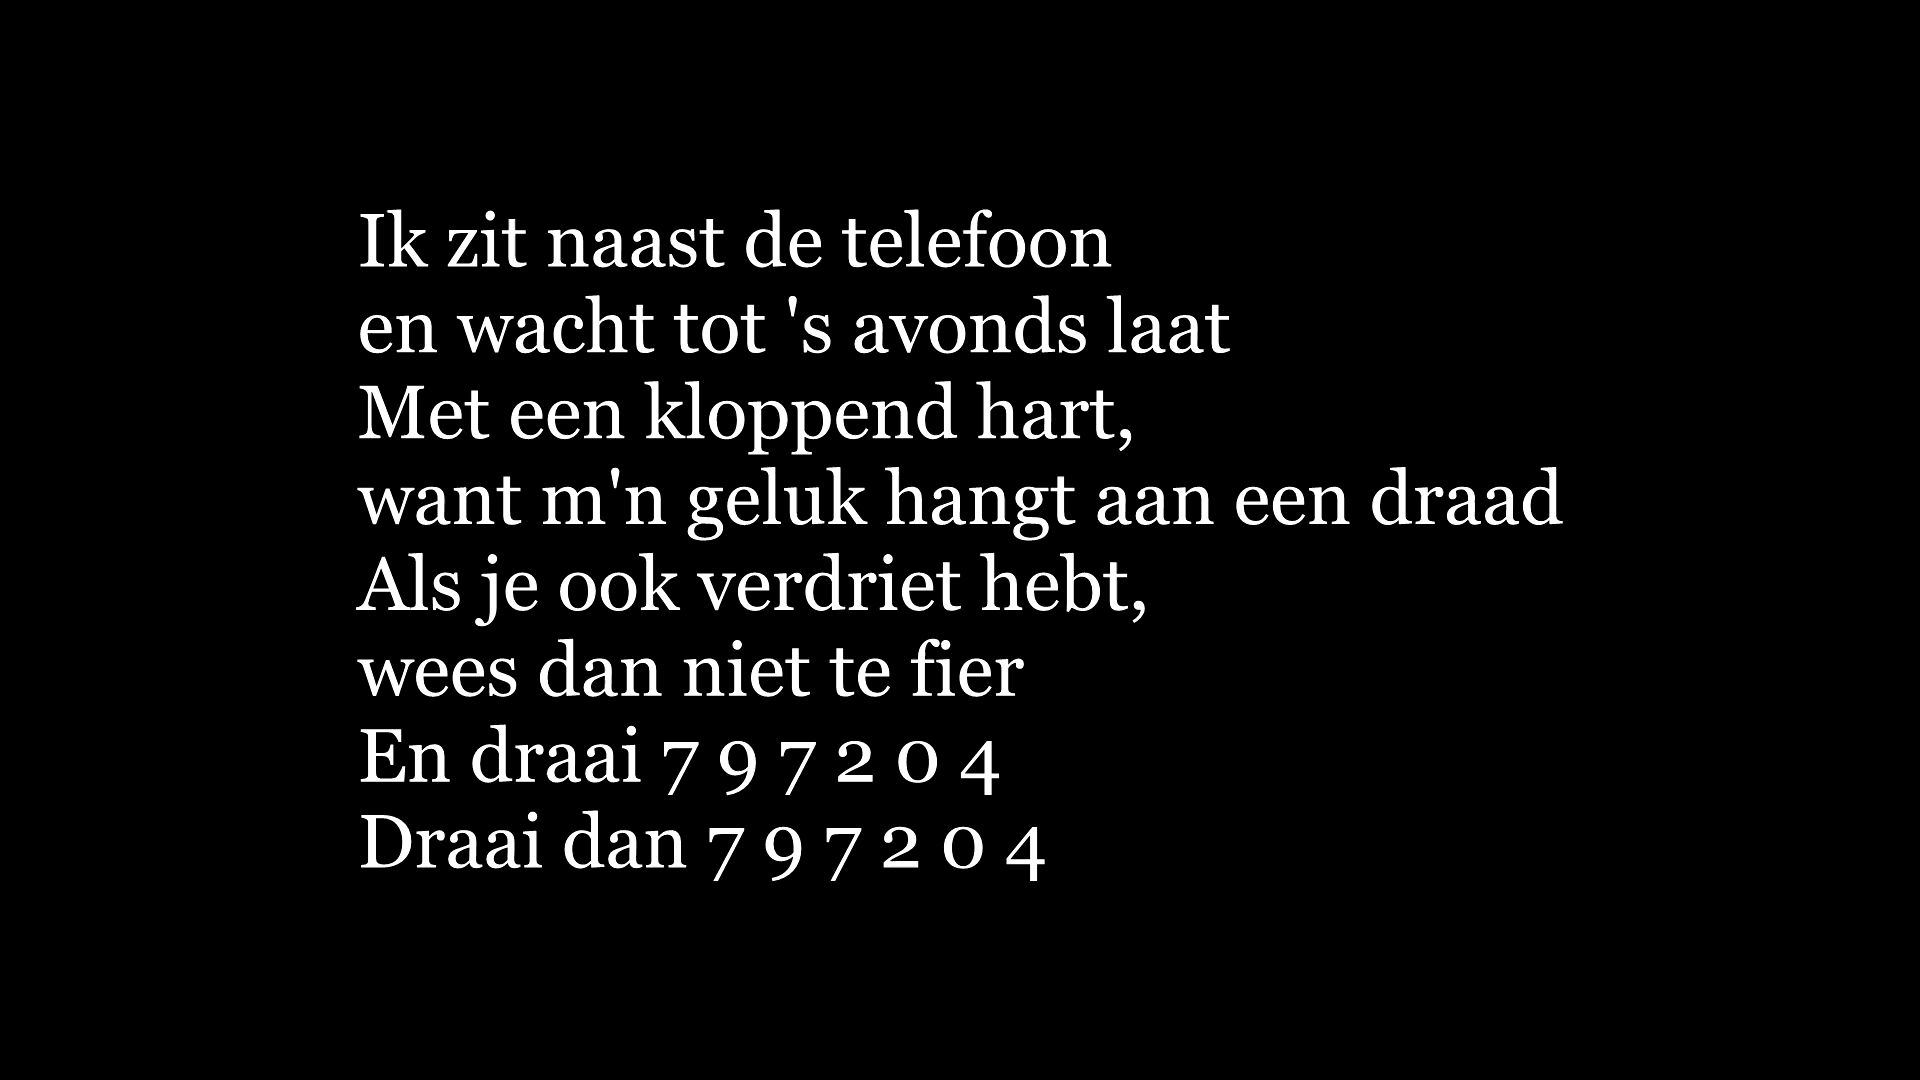 Ik zit naast de telefoon
en wacht tot 's avonds laat
Met een kloppend hart,
want m'n geluk hangt aan een draad
Als je ook verdriet hebt,
wees dan niet te fier
En draai 7 9 7 2 0 4
Draai dan 7 9 7 2 0 4